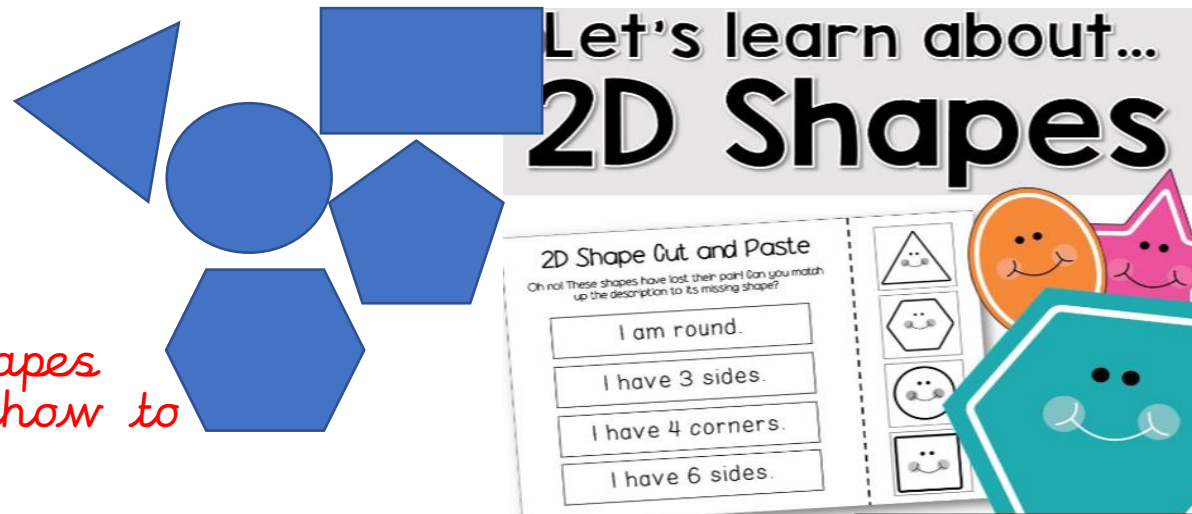 Let's learn about...
2D Shapes
2D Shape Cut and Paste
Oh no! These shapes have lost their pair! Can you match
up the description to its missing shape?
I am round.
I have 3 sides.
I have 4 corners.
I have 6 sides.
apes
how to